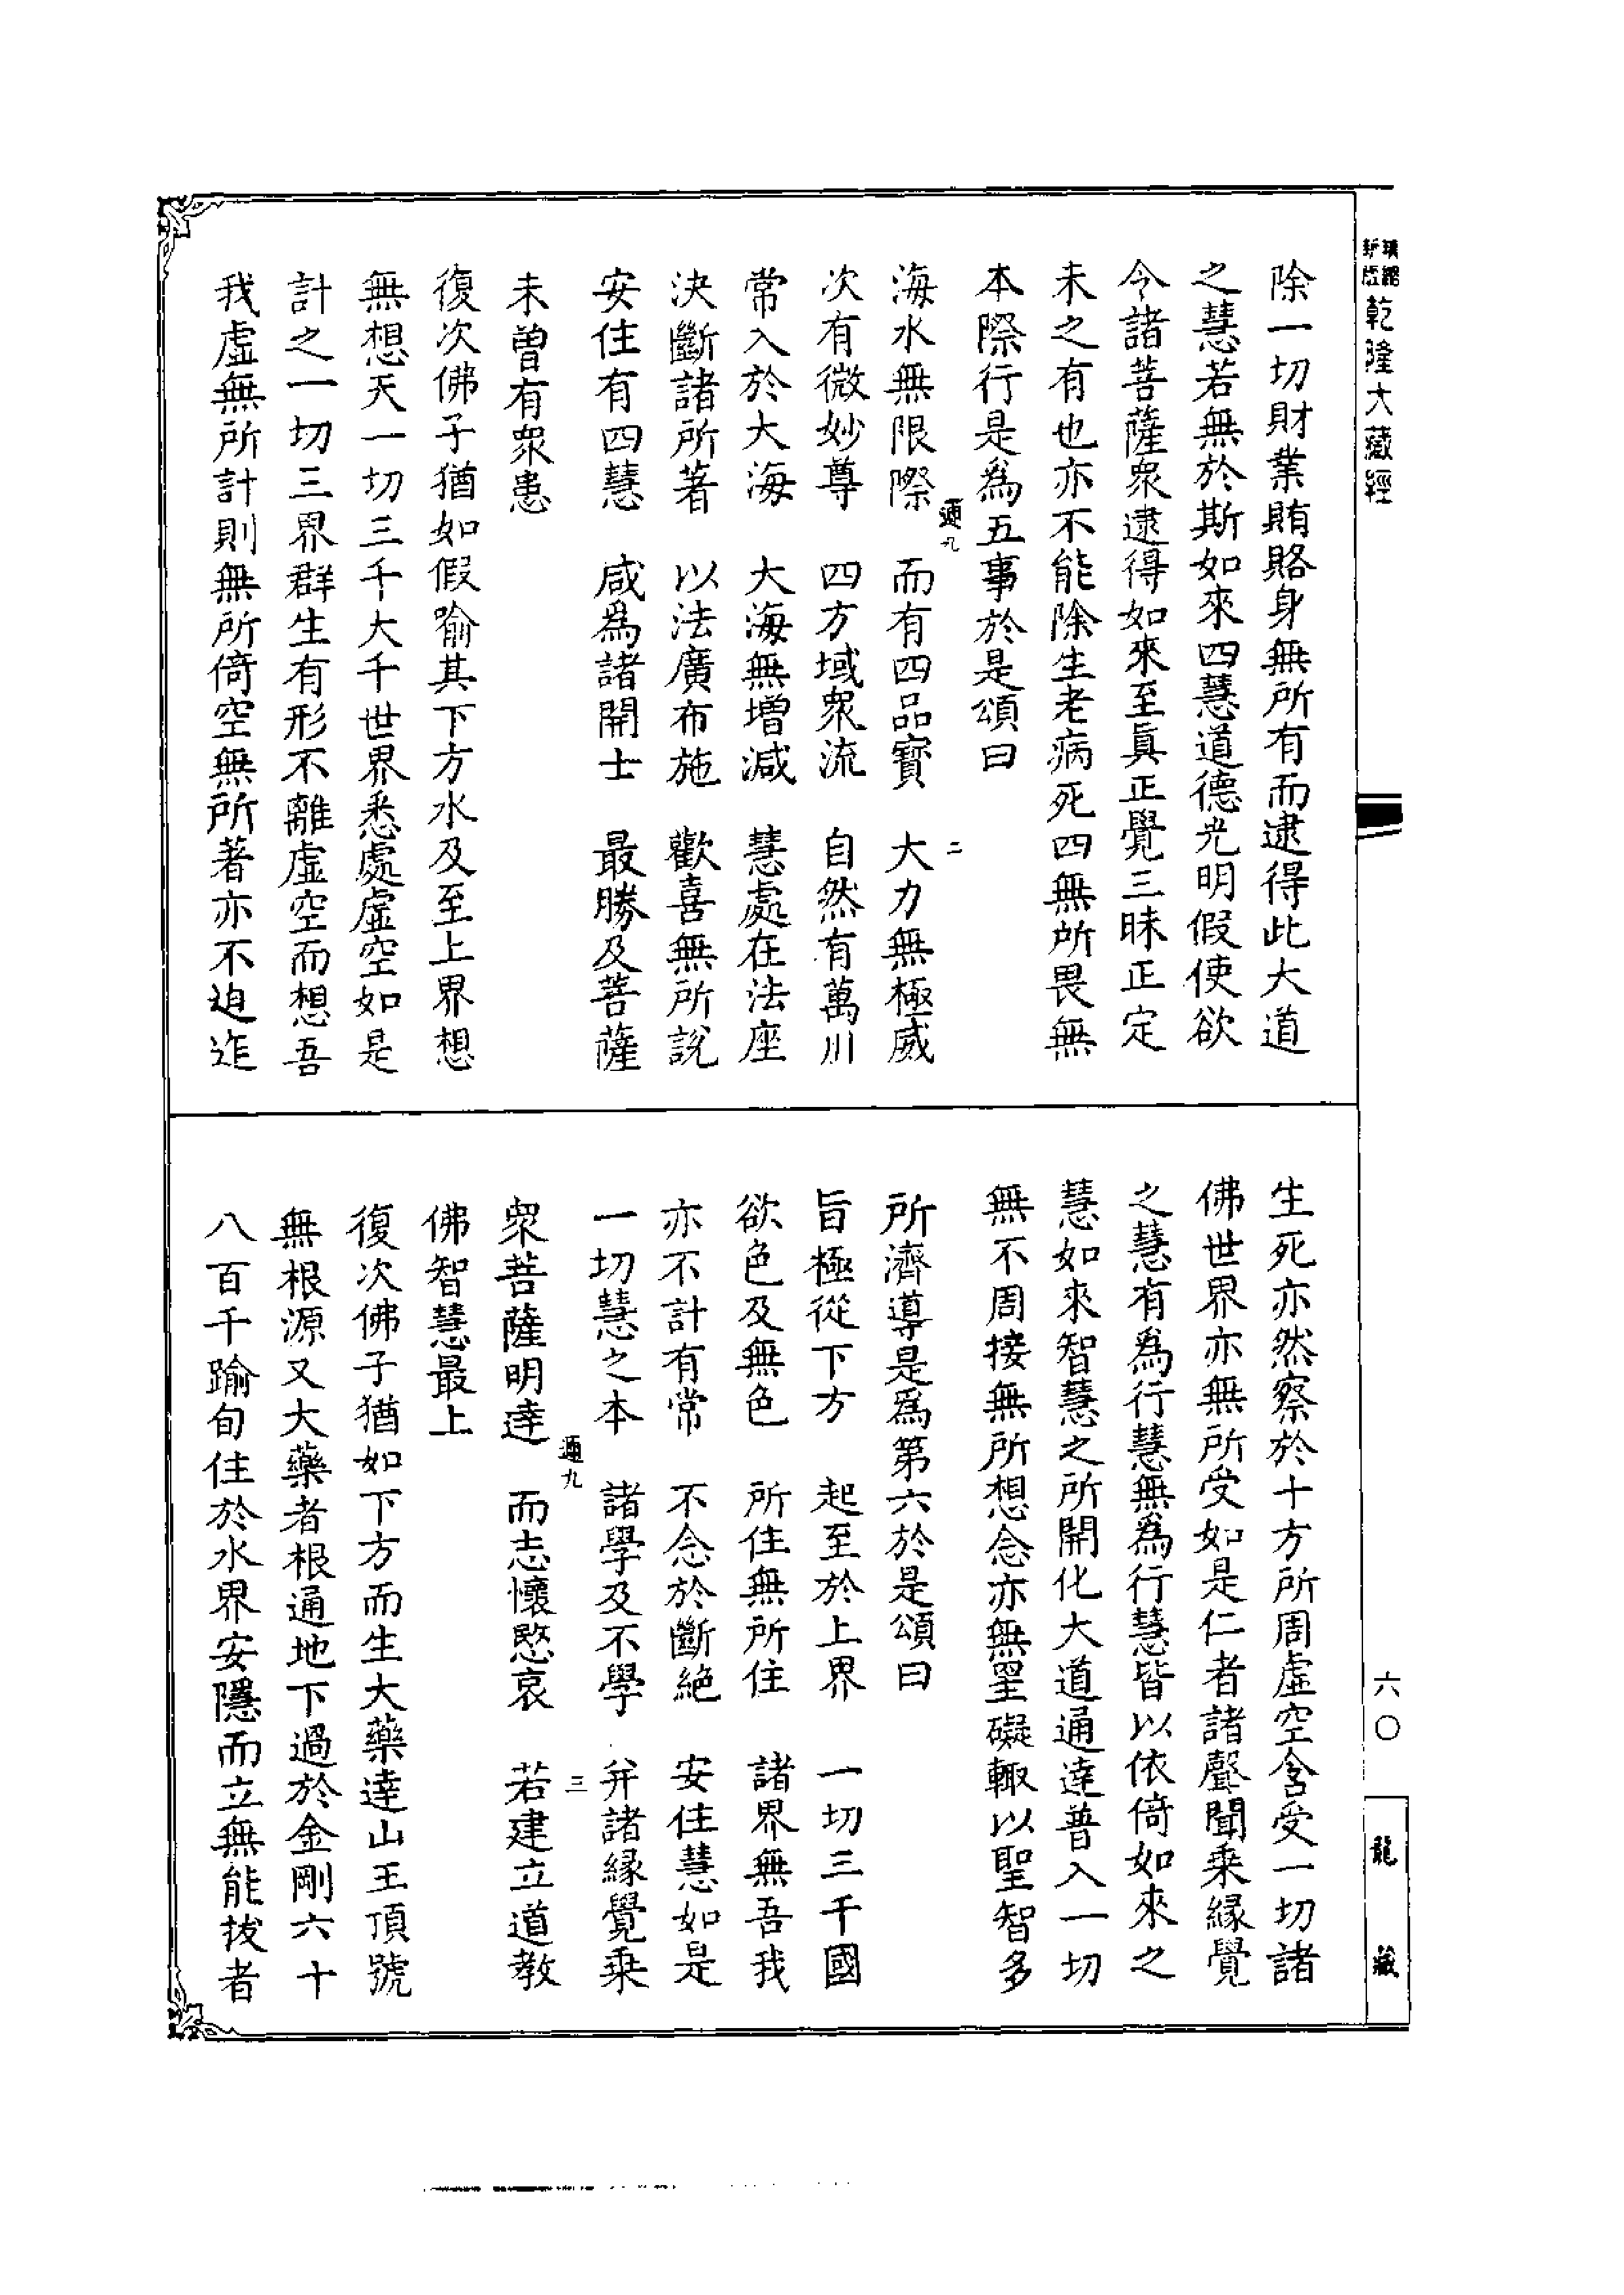 新版精縮乾隆大藏經
除一切財業賄賂身無所有而逮得此大道
之慧若無於斯如來四慧道德光明假使欲
令諸菩薩眾逮得如來至眞正覺三昧正定
未之有也亦不能除生老病死四無所畏無
本際行是爲五事於是頌曰
遐九 二
海水無限際 而有四品寶 大力無極威
次有微妙尊 四方域眾流 自然有萬川
常入於大海 大海無增減 慧處在法座
決斷諸所著 以法廣布施 歡喜無所說
安住有四慧 咸爲諸開士 最勝及菩薩
未曾有眾患
復次佛子猶如假喻其下方水及至上界想
無想天一切三千大千世界悉處虛空如是
計之一切三界群生有形不離虛空而想吾
我虛無所計則無所倚空無所著亦不迫迮
生死亦然察於十方所周虛空含受一切諸
佛世界亦無所受如是仁者諸聲聞乘緣覺
之慧有爲行慧無爲行慧皆以依倚如來之
慧如來智慧之所開化大道通達普入一切
無不周接無所想念亦無罣礙輙以聖智多
所濟導是爲第六於是頌曰
旨極從下方 起至於上界 一切三千國
欲色及無色 所住無所住 諸界無吾我
亦不計有常 不念於斷絕 安住慧如是
一切慧之本 諸學及不學 并諸緣覺乘
遐九 三
眾菩薩明達 而志懷愍哀 若建立道教
佛智慧最上
復次佛子猶如下方而生大藥達山王頂號
無根源又大藥者根通地下過於金剛六十
八百千踰旬住於水界安隱而立無能拔者
六〇
龍藏